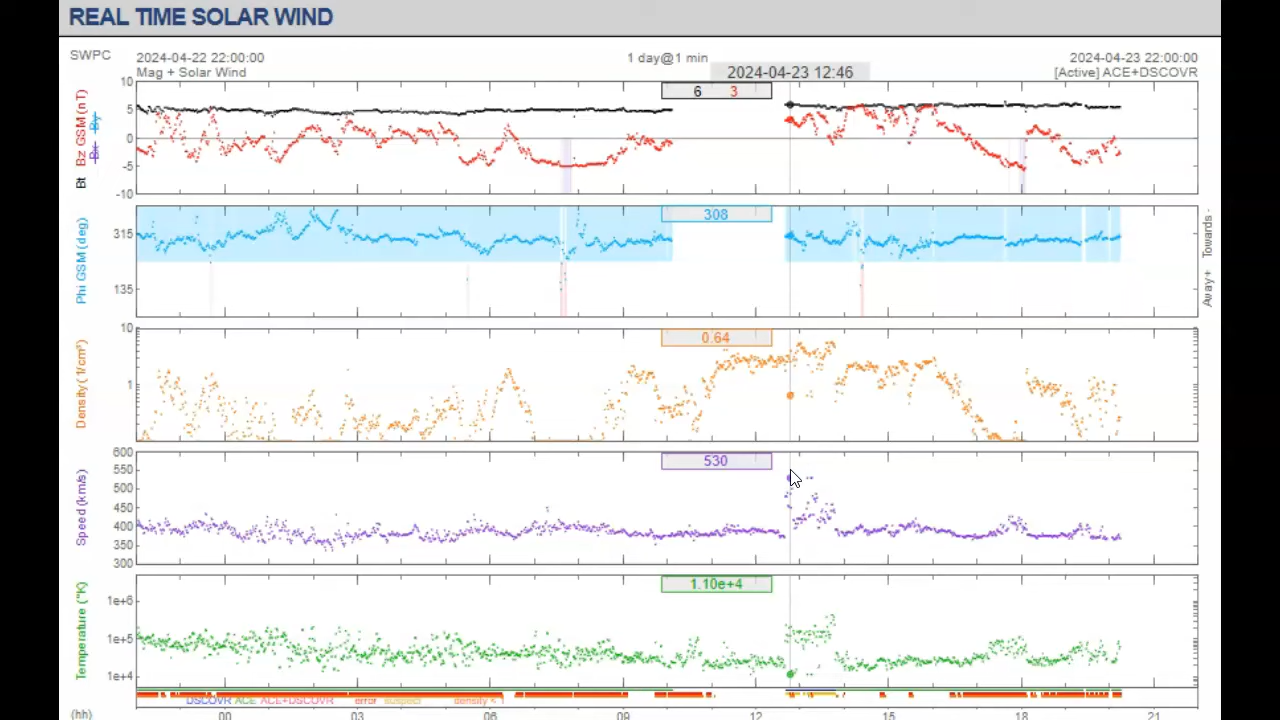 REAL TIME SOLAR WIND
SWPC 2024-04-22 22:00:00 1 day@1 min 2024-04-23 22:00:00
Mag + Solar Wind 2024-04-23 12:46 [Active] ACE+DSCOVR
Bt Bz GSM (nT)
Bx By
10
5
0
-5
-10
6 3
Phi GSM (deg)
315
135
308
Towards -
Away+
Density (1/cm³)
10
1
0.64
Speed (km/s)
600
550
500
450
400
350
300
530
Temperature (°K)
1e+6
1e+5
1e+4
1.10e+4
DSCOVR ACE ACE+DSCOVR error suspect density < 1
(hh) 00 03 06 09 12 15 18 21